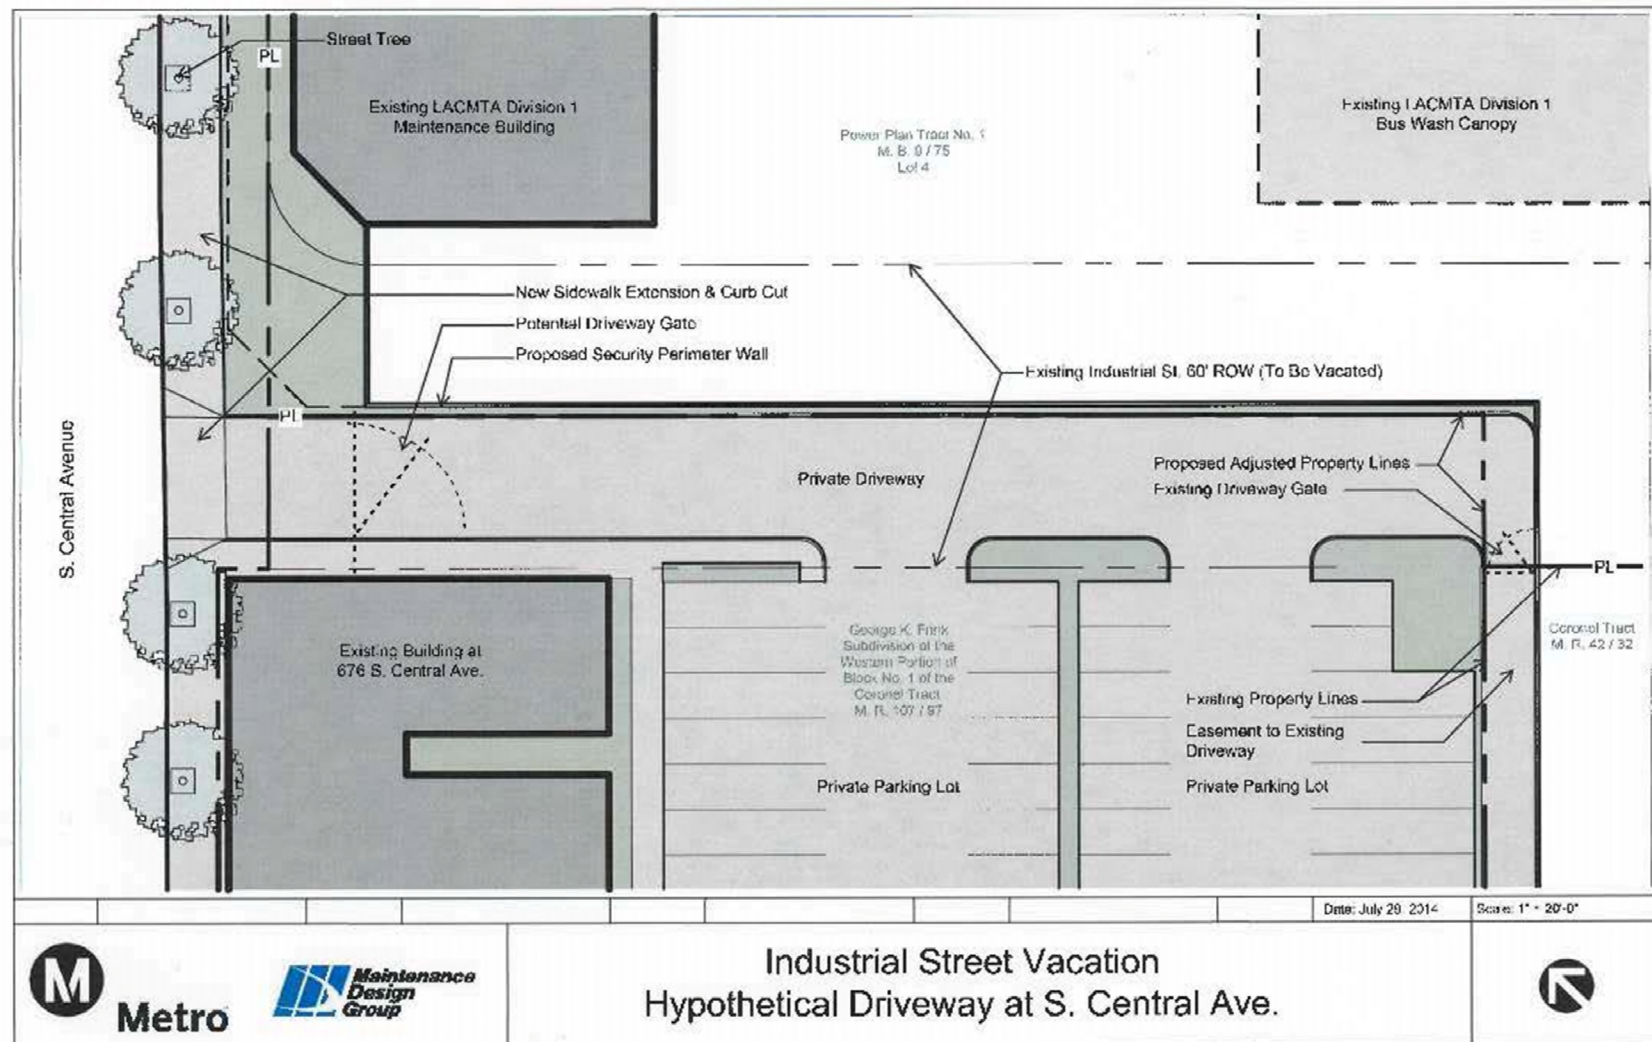 Street Tree
PL
Existing LACMTA Division 1
Maintenance Building
Power Plan Tract No. 1
M. B. 9 / 75
Lot 4
Existing LACMTA Division 1
Bus Wash Canopy
New Sidewalk Extension & Curb Cut
Potential Driveway Gate
Proposed Security Perimeter Wall
Existing Industrial St. 60' ROW (To Be Vacated)
PL
S. Central Avenue
Private Driveway
Proposed Adjusted Property Lines
Existing Driveway Gate
PL
Existing Building at
676 S. Central Ave.
George K. Fink
Subdivision of the
Western Portion of
Block No. 1 of the
Coronel Tract
M. R. 107 / 97
Coronel Tract
M. R. 42 / 32
Existing Property Lines
Easement to Existing
Driveway
Private Parking Lot
Private Parking Lot
Date: July 29, 2014
Scale: 1" = 20'-0"
M
Metro
Maintenance
Design
Group
Industrial Street Vacation
Hypothetical Driveway at S. Central Ave.